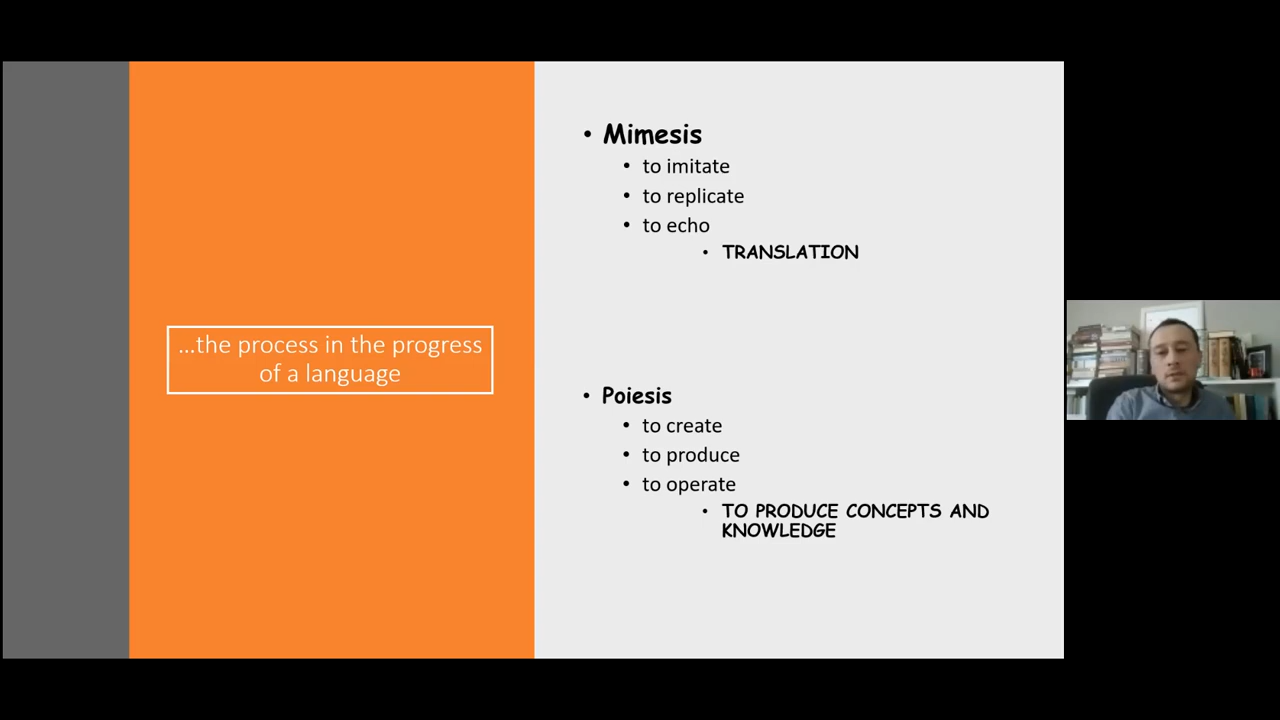 ...the process in the progress
of a language
• Mimesis
• to imitate
• to replicate
• to echo
• TRANSLATION
• Poiesis
• to create
• to produce
• to operate
• TO PRODUCE CONCEPTS AND
KNOWLEDGE